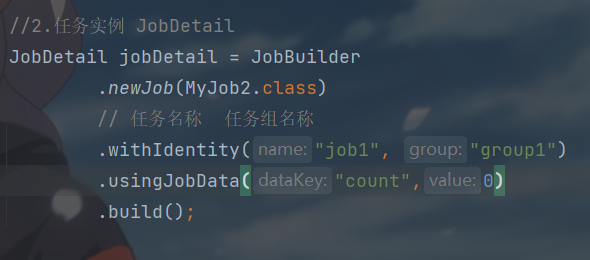 //2.任务实例 JobDetail
JobDetail jobDetail = JobBuilder
.newJob(MyJob2.class)
// 任务名称  任务组名称
.withIdentity( name: "job1", group: "group1")
.usingJobData( dataKey: "count", value: 0)
.build();